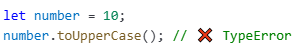 let number = 10;
number.toUpperCase(); // ❌ TypeError